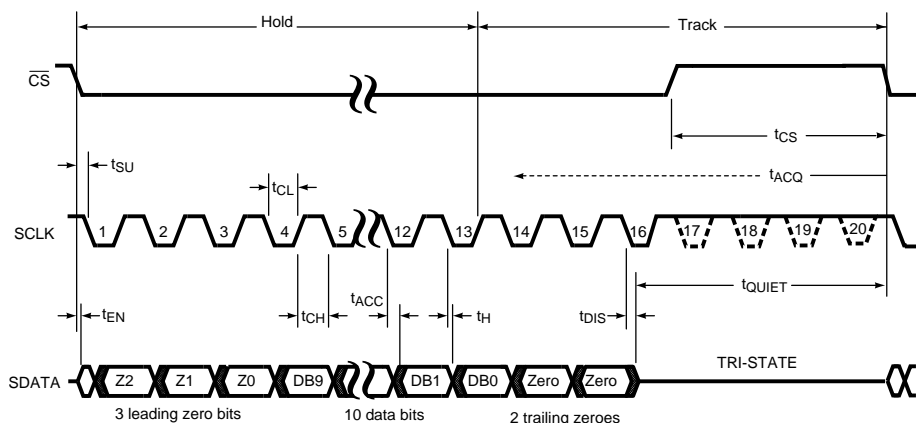 Hold Track
CS
tCS
tSU
tACQ
tCL
SCLK 1 2 3 4 5 12 13 14 15 16 17 18 19 20
tQUIET
tEN tCH tACC tH tDIS
TRI-STATE
SDATA Z2 Z1 Z0 DB9 DB1 DB0 Zero Zero
3 leading zero bits 10 data bits 2 trailing zeroes